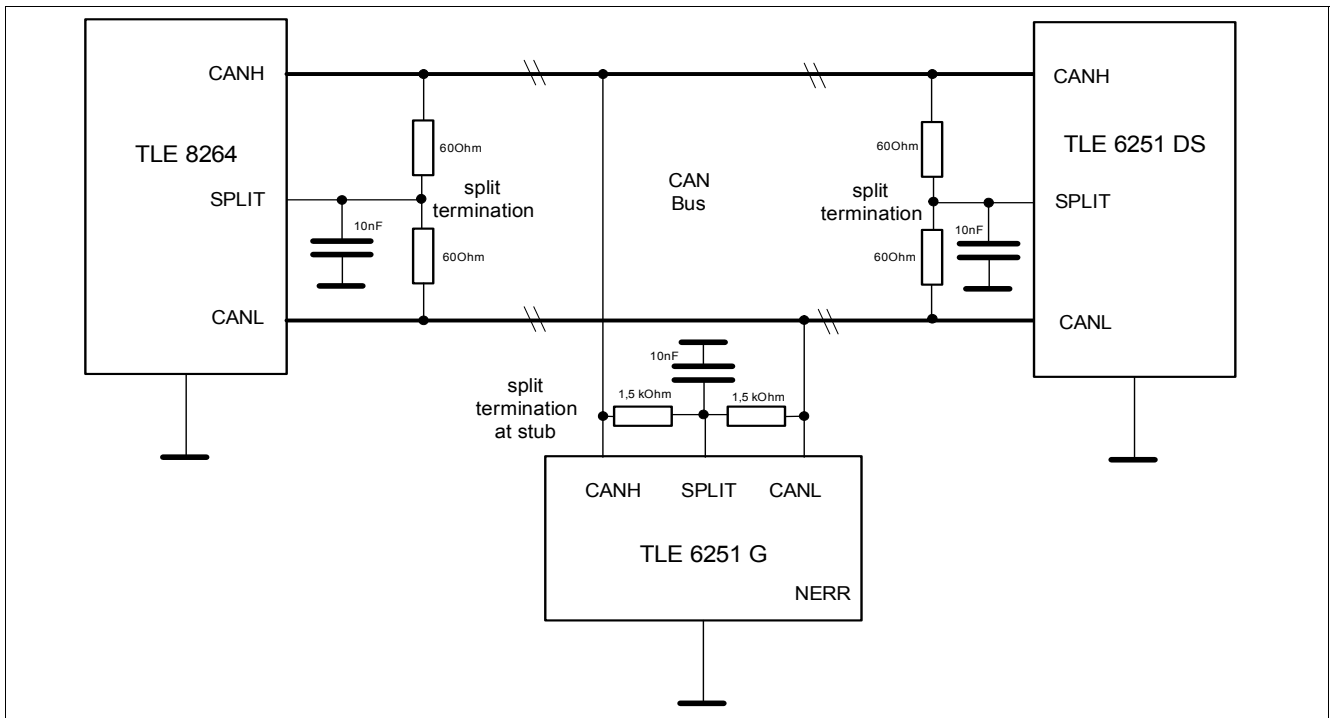 CANH
TLE 8264
SPLIT
10nF
60Ohm
split
termination
60Ohm
CANL
CAN
Bus
CANH
TLE 6251 DS
60Ohm
split
termination
SPLIT
10nF
60Ohm
CANL
split
termination
at stub
10nF
1,5 kOhm
1,5 kOhm
CANH
SPLIT
CANL
TLE 6251 G
NERR